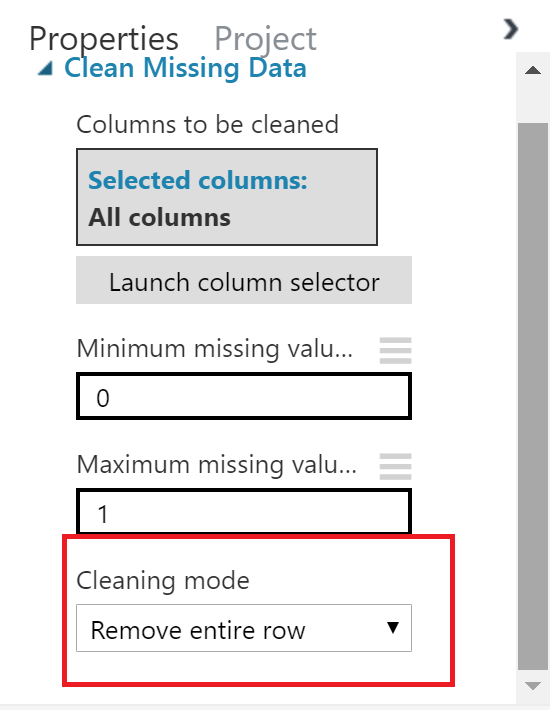 Properties Project
Clean Missing Data
Columns to be cleaned
Selected columns:
All columns
Launch column selector
Minimum missing valu...
0
Maximum missing valu...
1
Cleaning mode
Remove entire row